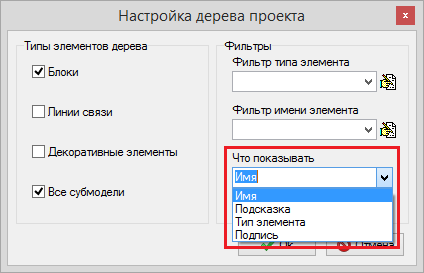 Настройка дерева проекта
Типы элементов дерева
Блоки
Линии связи
Декоративные элементы
Все субмодели
Фильтры
Фильтр типа элемента
Фильтр имени элемента
Что показывать
Имя
Имя
Подсказка
Тип элемента
Подпись
Ок
Отмена